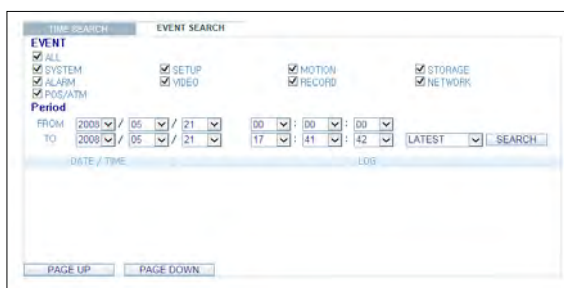 TIME SEARCH EVENT SEARCH
EVENT
ALL
SYSTEM SETUP MOTION STORAGE
ALARM VIDEO RECORD NETWORK
POS/ATM
Period
FROM 2008 / 05 / 21 00 : 00 : 00
TO 2008 / 05 / 21 17 : 41 : 42 LATEST SEARCH
DATE / TIME LOG
PAGE UP PAGE DOWN